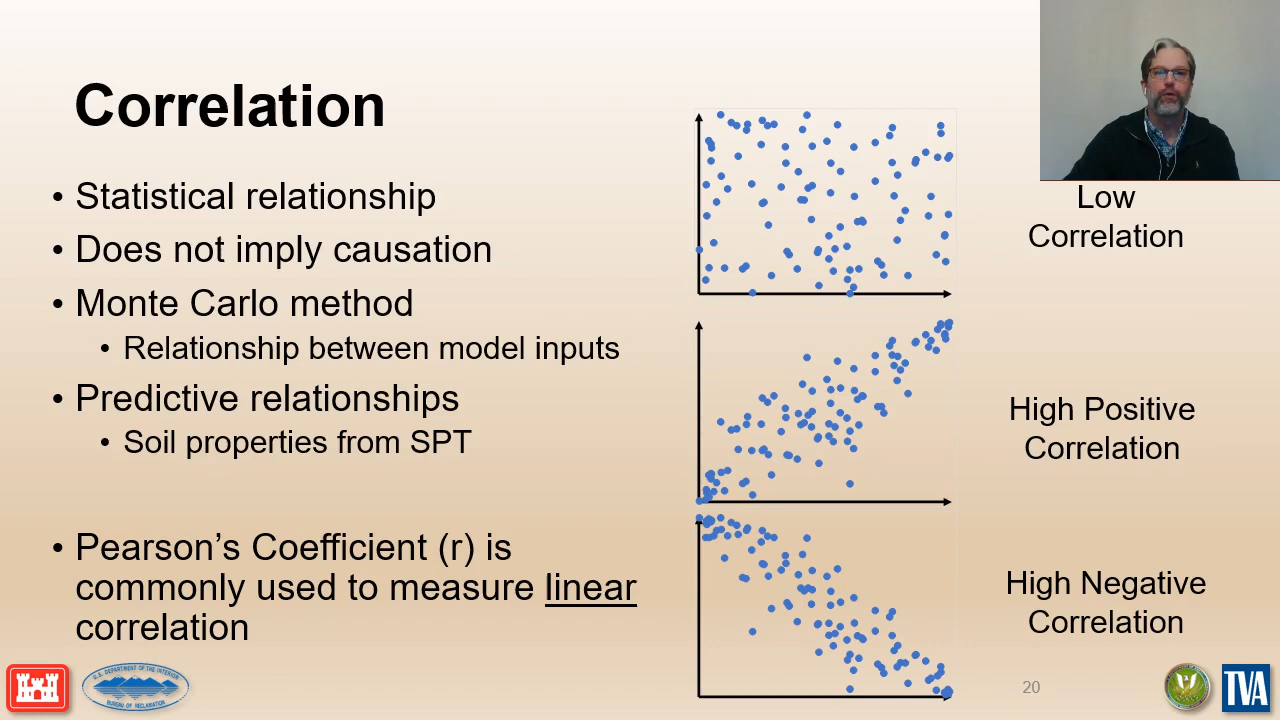 Correlation
• Statistical relationship
• Does not imply causation
• Monte Carlo method
• Relationship between model inputs
• Predictive relationships
• Soil properties from SPT
• Pearson’s Coefficient (r) is
commonly used to measure linear
correlation
Low
Correlation
High Positive
Correlation
High Negative
Correlation
U.S. DEPARTMENT OF THE INTERIOR
BUREAU OF RECLAMATION
20
TVA